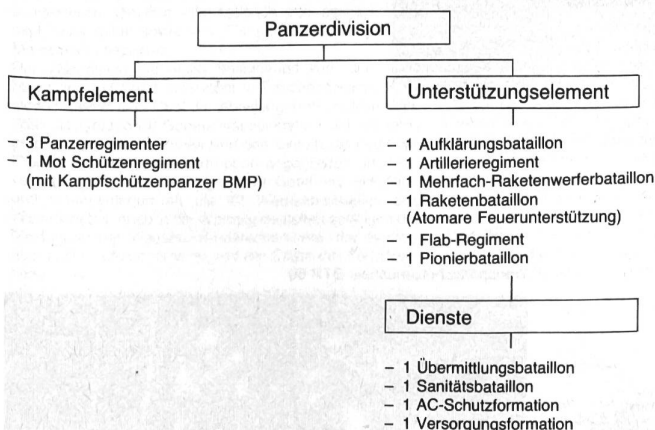 Panzerdivision
Kampfelement
– 3 Panzerregimenter
– 1 Mot Schützenregiment
(mit Kampfschützenpanzer BMP)
Unterstützungselement
– 1 Aufklärungsbataillon
– 1 Artillerieregiment
– 1 Mehrfach-Raketenwerferbataillon
– 1 Raketenbataillon
(Atomare Feuerunterstützung)
– 1 Flab-Regiment
– 1 Pionierbataillon
Dienste
– 1 Übermittlungsbataillon
– 1 Sanitätsbataillon
– 1 AC-Schutzformation
– 1 Versorgungsformation